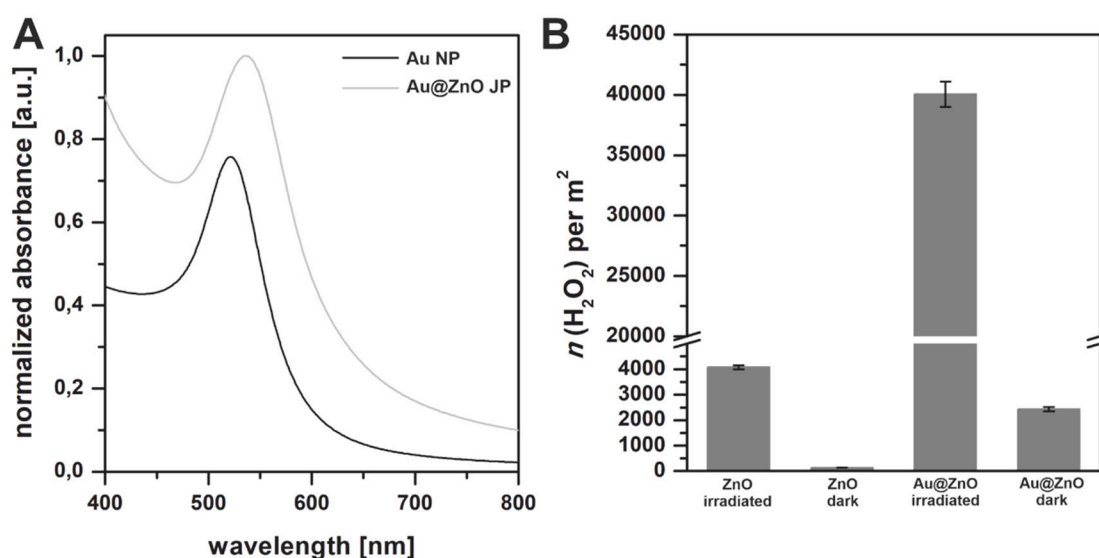 A
normalized absorbance [a.u.]
1,0
0,8
0,6
0,4
0,2
0,0
400 500 600 700 800
wavelength [nm]
Au NP
Au@ZnO JP
B
n (H₂O₂) per m²
45000
40000
35000
30000
25000
20000
4000
3000
2000
1000
0
ZnO
irradiated
ZnO
dark
Au@ZnO
irradiated
Au@ZnO
dark